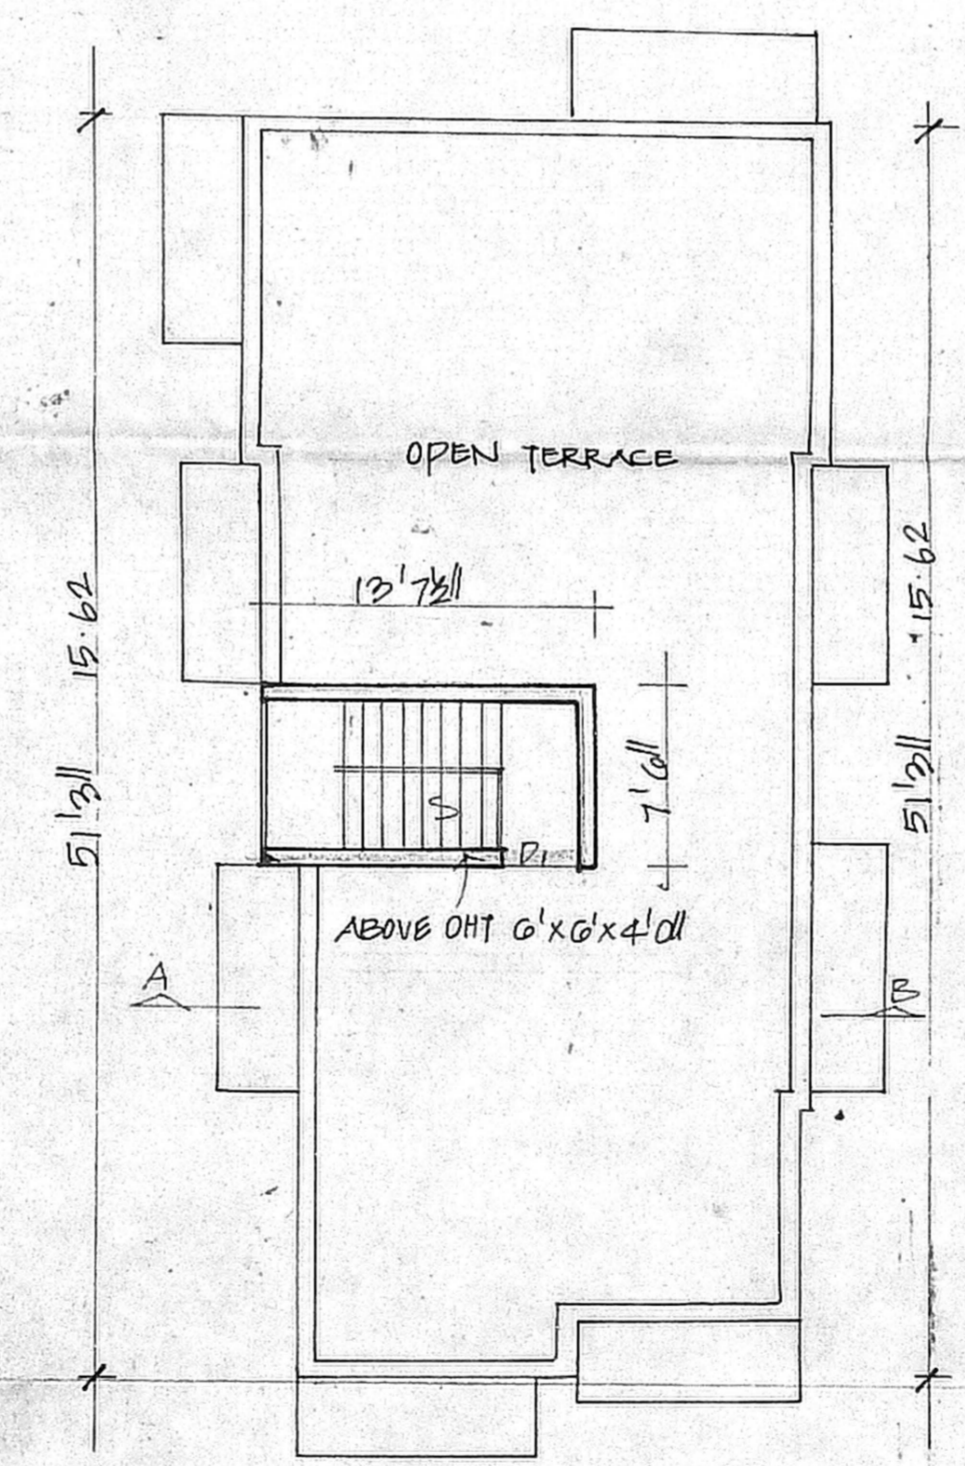 OPEN TERRACE
13'7½"
15.62
15.62
7'6"
51'3"
51'3"
S
D1
ABOVE OHT 6'x6'x4'0"
A
B